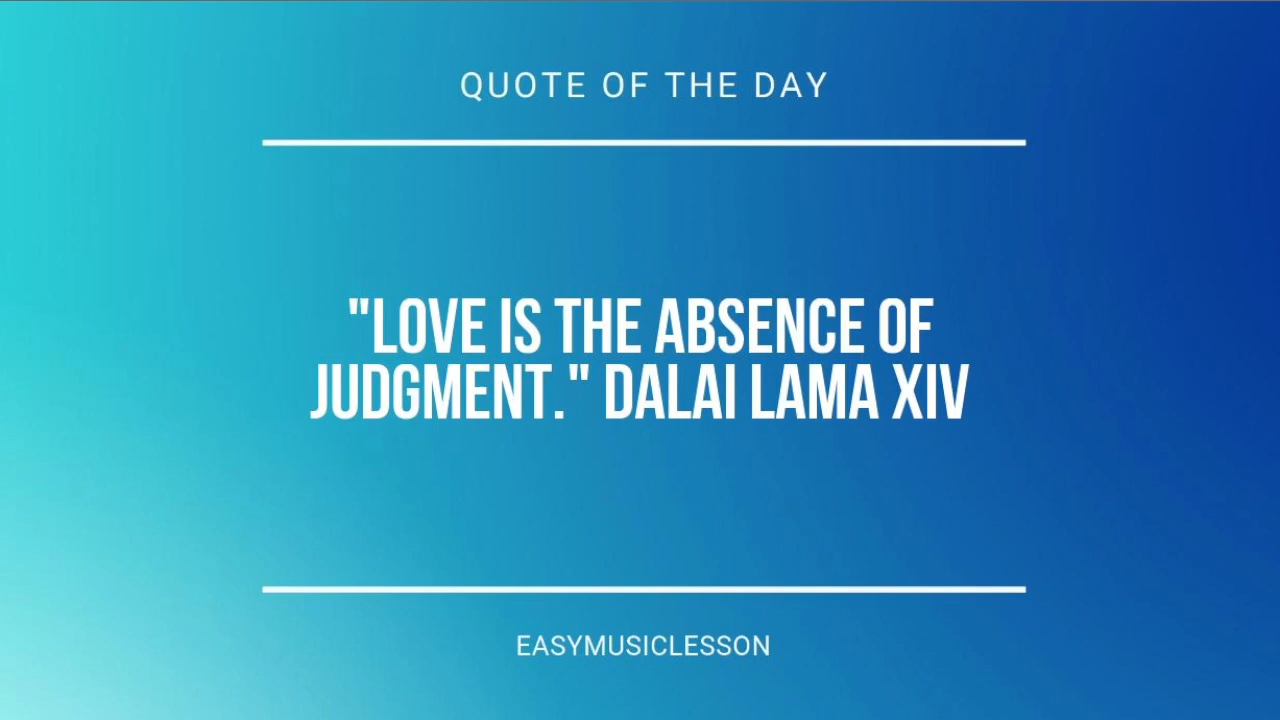 QUOTE OF THE DAY
"LOVE IS THE ABSENCE OF
JUDGMENT." DALAI LAMA XIV
EASYMUSICLESSON